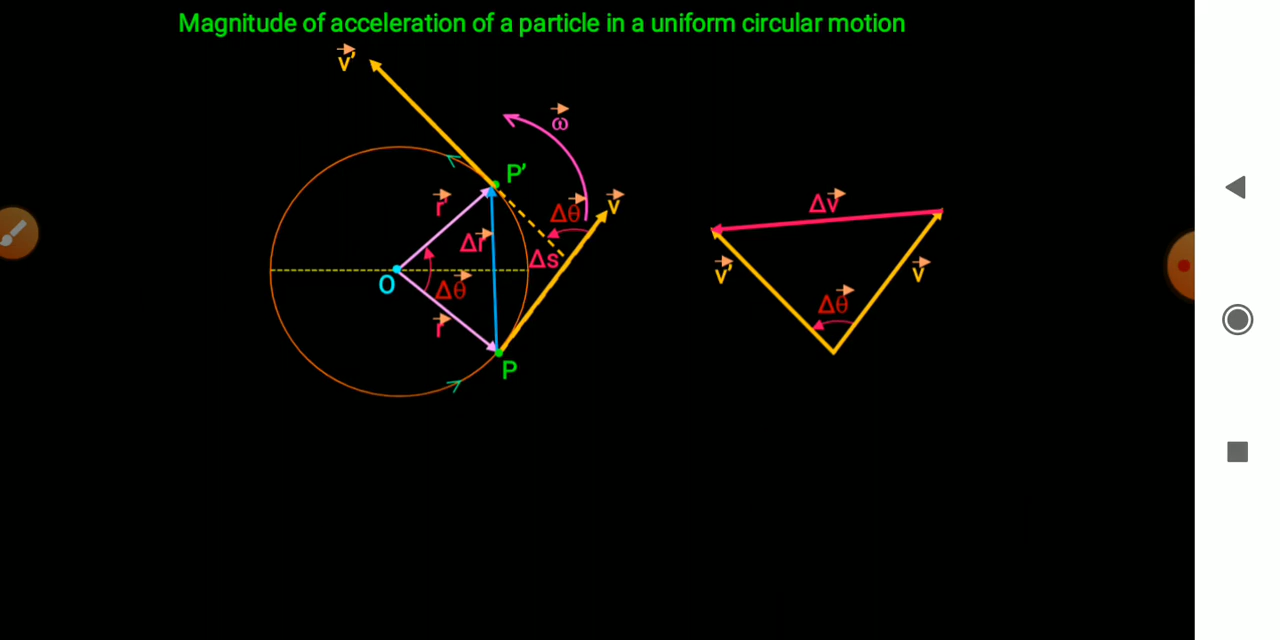 Magnitude of acceleration of a particle in a uniform circular motion
v⃗'
ω⃗
P'
r⃗'
Δθ⃗
v⃗
Δr⃗
Δs
O
Δθ⃗
r⃗
P
Δv⃗
v⃗'
v⃗
Δθ⃗